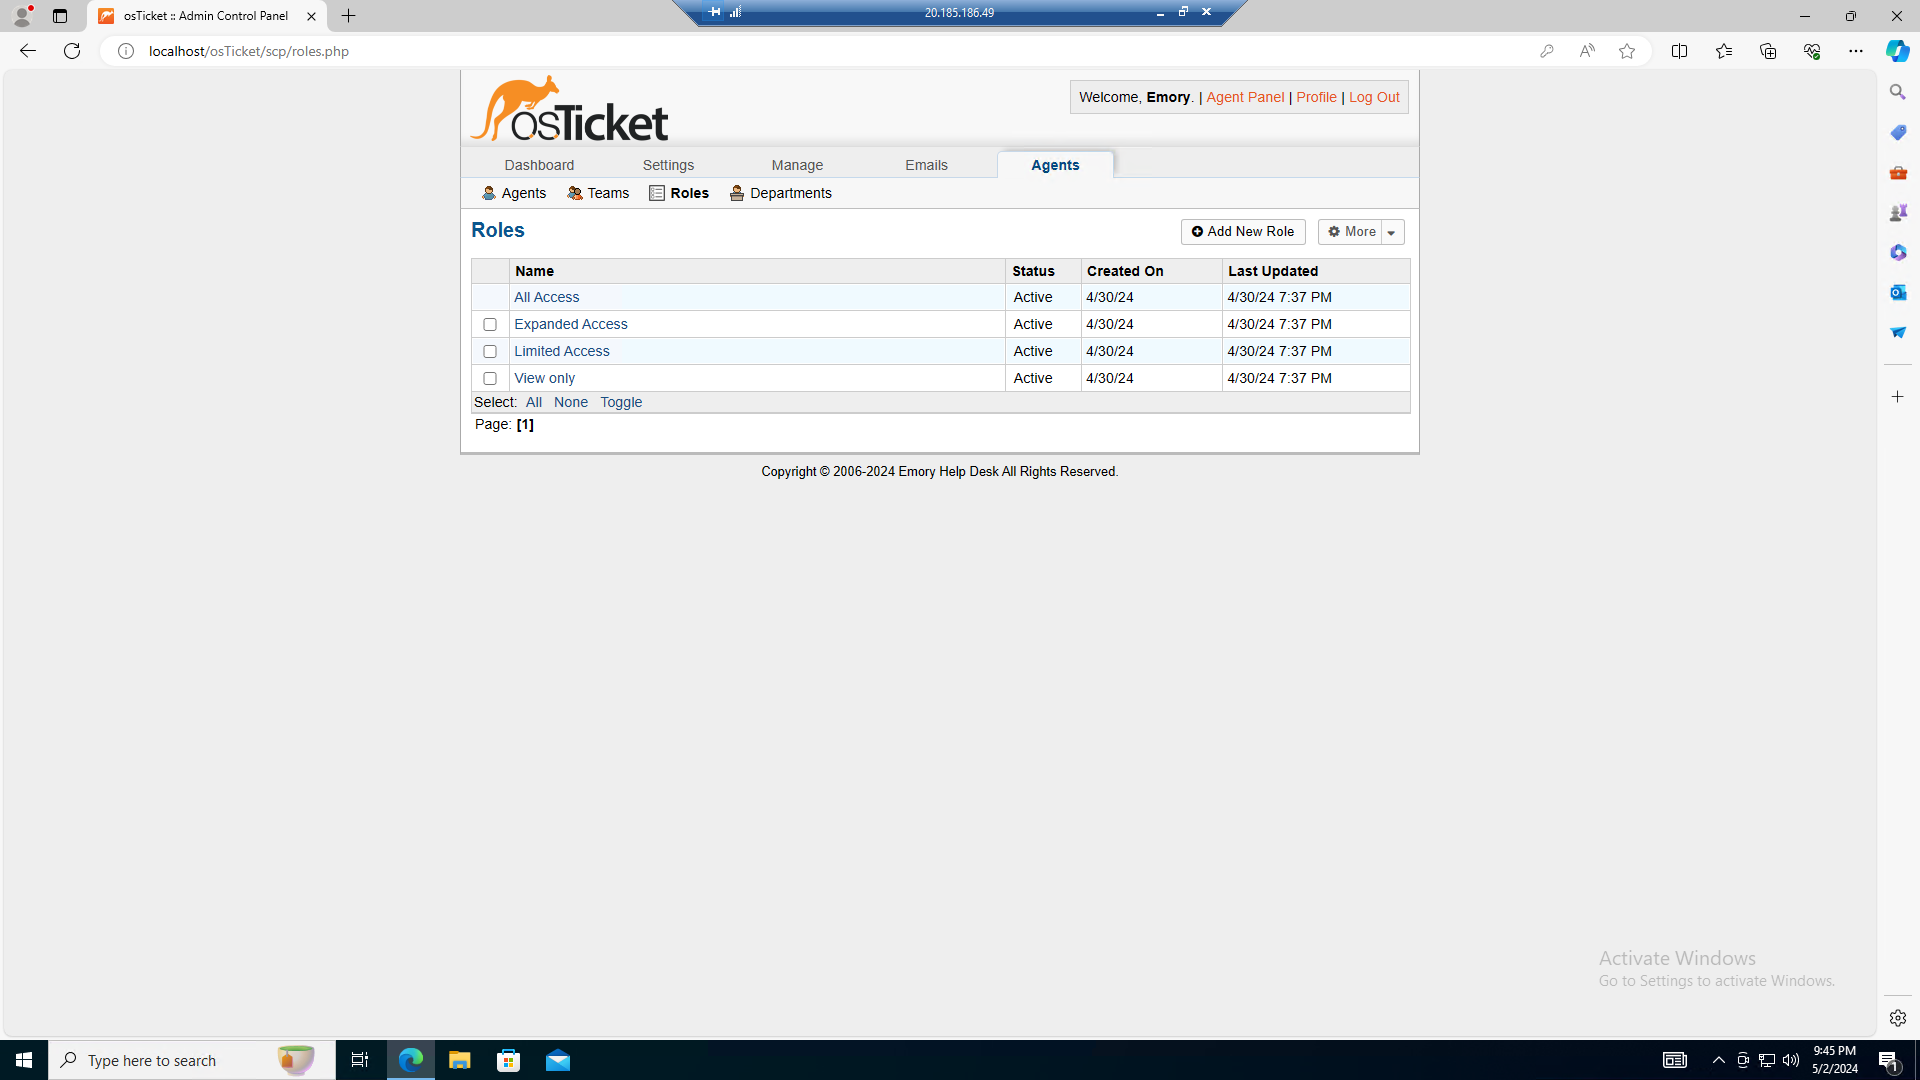 osTicket :: Admin Control Panel
20.185.186.49
localhost/osTicket/scp/roles.php
osTicket
Welcome, Emory. | Agent Panel | Profile | Log Out
Dashboard Settings Manage Emails Agents
Agents Teams Roles Departments
Roles
Add New Role More
Name Status Created On Last Updated
All Access Active 4/30/24 4/30/24 7:37 PM
Expanded Access Active 4/30/24 4/30/24 7:37 PM
Limited Access Active 4/30/24 4/30/24 7:37 PM
View only Active 4/30/24 4/30/24 7:37 PM
Select: All None Toggle
Page: [1]
Copyright © 2006-2024 Emory Help Desk All Rights Reserved.
Activate Windows
Go to Settings to activate Windows.
Type here to search
9:45 PM
5/2/2024
1